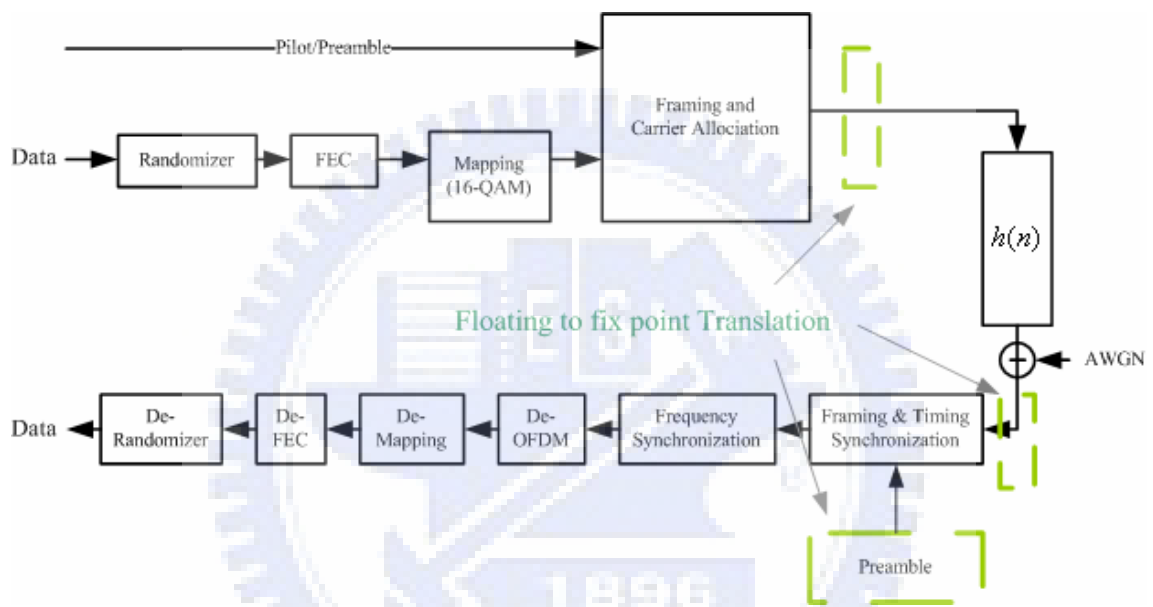 Pilot/Preamble
Framing and
Carrier Allociation
Data
Randomizer
FEC
Mapping
(16-QAM)
h(n)
Floating to fix point Translation
AWGN
Data
De-
Randomizer
De-
FEC
De-
Mapping
De-
OFDM
Frequency
Synchronization
Framing & Timing
Synchronization
Preamble
1896